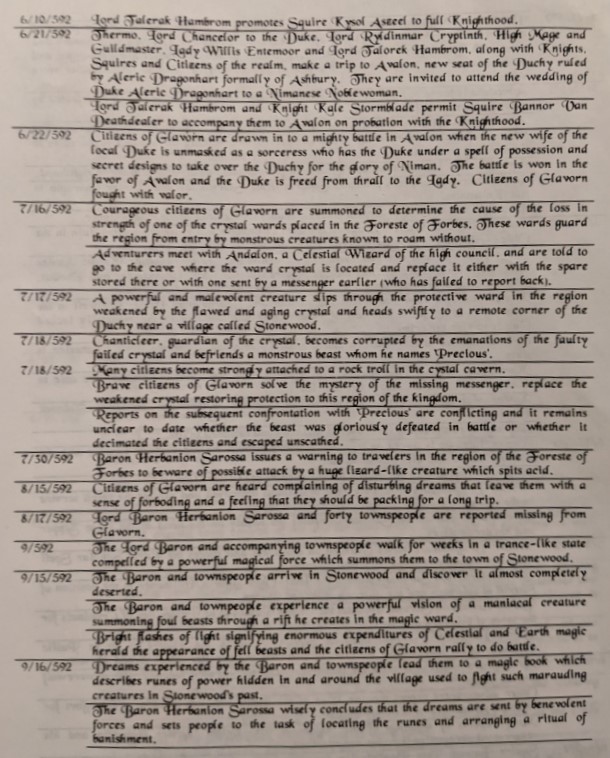 6/10/592 Lord Talerak Hambrom promotes Squire Kysol Aszeel to full Knighthood.
6/21/592 Thermo, Lord Chancelor to the Duke, Lord Ryldinmar Cryptinth, High Mage and
Guildmaster, Lady Willis Entemoor and Lord Talorek Hambrom, along with Knights,
Squires and Citizens of the realm, make a trip to Avalon, new seat of the Duchy ruled
by Aleric Dragonhart formally of Ashbury. They are invited to attend the wedding of
Duke Aleric Dragonhart to a Nimanese Noblewoman.
Lord Talerak Hambrom and Knight Kale Stormblade permit Squire Bannor Van
Deathdealer to accompany them to Avalon on probation with the Knighthood.
6/22/592 Citizens of Glavorn are drawn in to a mighty battle in Avalon when the new wife of the
local Duke is unmasked as a sorceress who has the Duke under a spell of possession and
secret designs to take over the Duchy for the glory of Niman. The battle is won in the
favor of Avalon and the Duke is freed from thrall to the Lady. Citizens of Glavorn
fought with valor.
7/16/592 Courageous citizens of Glavorn are summoned to determine the cause of the loss in
strength of one of the crystal wards placed in the Foreste of Forbes. These wards guard
the region from entry by monstrous creatures known to roam without.
Adventurers meet with Andalon, a Celestial Wizard of the high council, and are told to
go to the cave where the ward crystal is located and replace it either with the spare
stored there or with one sent by a messenger earlier (who has failed to report back).
7/17/592 A powerful and malevolent creature slips through the protective ward in the region
weakened by the flawed and aging crystal and heads swiftly to a remote corner of the
Duchy near a village called Stonewood.
7/18/592 Chanticleer, guardian of the crystal, becomes corrupted by the emanations of the faulty
failed crystal and befriends a monstrous beast whom he names 'Precious'.
7/18/592 Many citizens become strongly attached to a rock troll in the cystal cavern.
Brave citizens of Glavorn solve the mystery of the missing messenger, replace the
weakened crystal restoring protection to this region of the kingdom.
Reports on the subsequent confrontation with 'Precious' are conflicting and it remains
unclear to date whether the beast was gloriously defeated in battle or whether it
decimated the citizens and escaped unscathed.
7/30/592 Baron Herbanion Sarossa issues a warning to travelers in the region of the Foreste of
Forbes to beware of possible attack by a huge lizard-like creature which spits acid.
8/15/592 Citizens of Glavorn are heard complaining of disturbing dreams that leave them with a
sense of forboding and a feeling that they should be packing for a long trip.
8/17/592 Lord Baron Herbanion Sarossa and forty townspeople are reported missing from
Glavorn.
9/592 The Lord Baron and accompanying townspeople walk for weeks in a trance-like state
compelled by a powerful magical force which summons them to the town of Stonewood.
9/15/592 The Baron and townspeople arrive in Stonewood and discover it almost completely
deserted.
The Baron and townpeople experience a powerful vision of a maniacal creature
summoning foul beasts through a rift he creates in the magic ward.
Bright flashes of light signifying enormous expenditures of Celestial and Earth magic
herald the appearance of fell beasts and the citizens of Glavorn rally to do battle.
9/16/592 Dreams experienced by the Baron and townspeople lead them to a magic book which
describes runes of power hidden in and around the village used to fight such marauding
creatures in Stonewood's past.
The Baron Herbanion Sarossa wisely concludes that the dreams are sent by benevolent
forces and sets people to the task of locating the runes and arranging a ritual of
banishment.